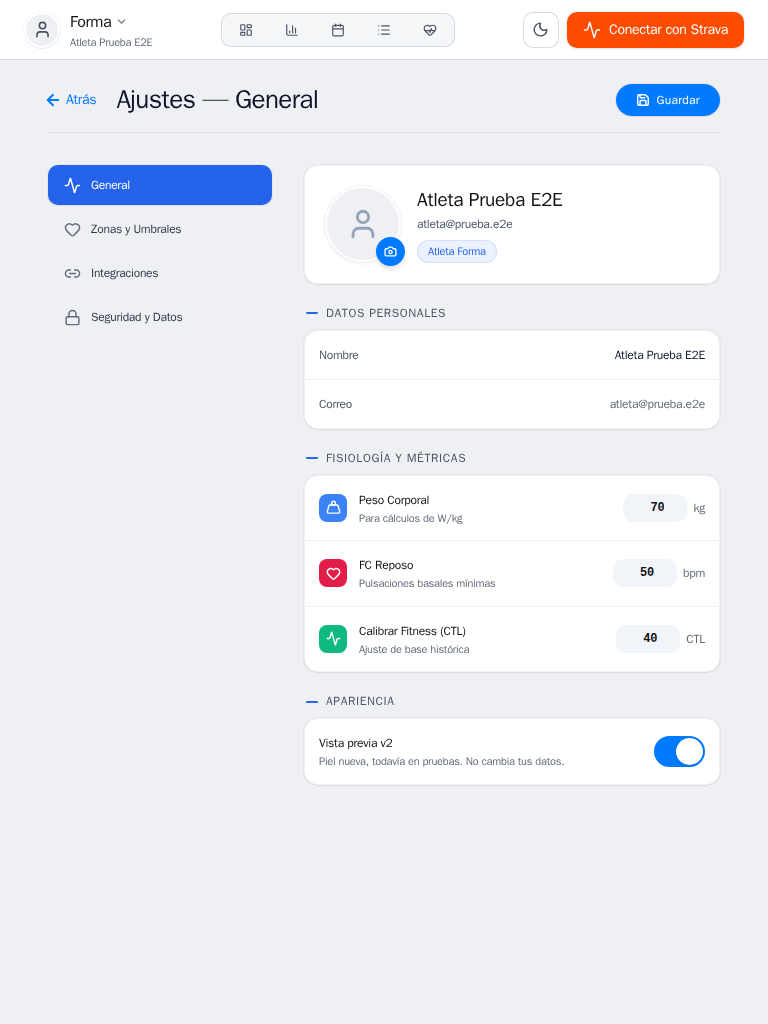 Forma
Atleta Prueba E2E
Conectar con Strava
Atrás
Ajustes — General
Guardar
General
Zonas y Umbrales
Integraciones
Seguridad y Datos
Atleta Prueba E2E
atleta@prueba.e2e
Atleta Forma
DATOS PERSONALES
Nombre Atleta Prueba E2E
Correo atleta@prueba.e2e
FISIOLOGÍA Y MÉTRICAS
Peso Corporal
Para cálculos de W/kg
70 kg
FC Reposo
Pulsaciones basales mínimas
50 bpm
Calibrar Fitness (CTL)
Ajuste de base histórica
40 CTL
APARIENCIA
Vista previa v2
Piel nueva, todavía en pruebas. No cambia tus datos.